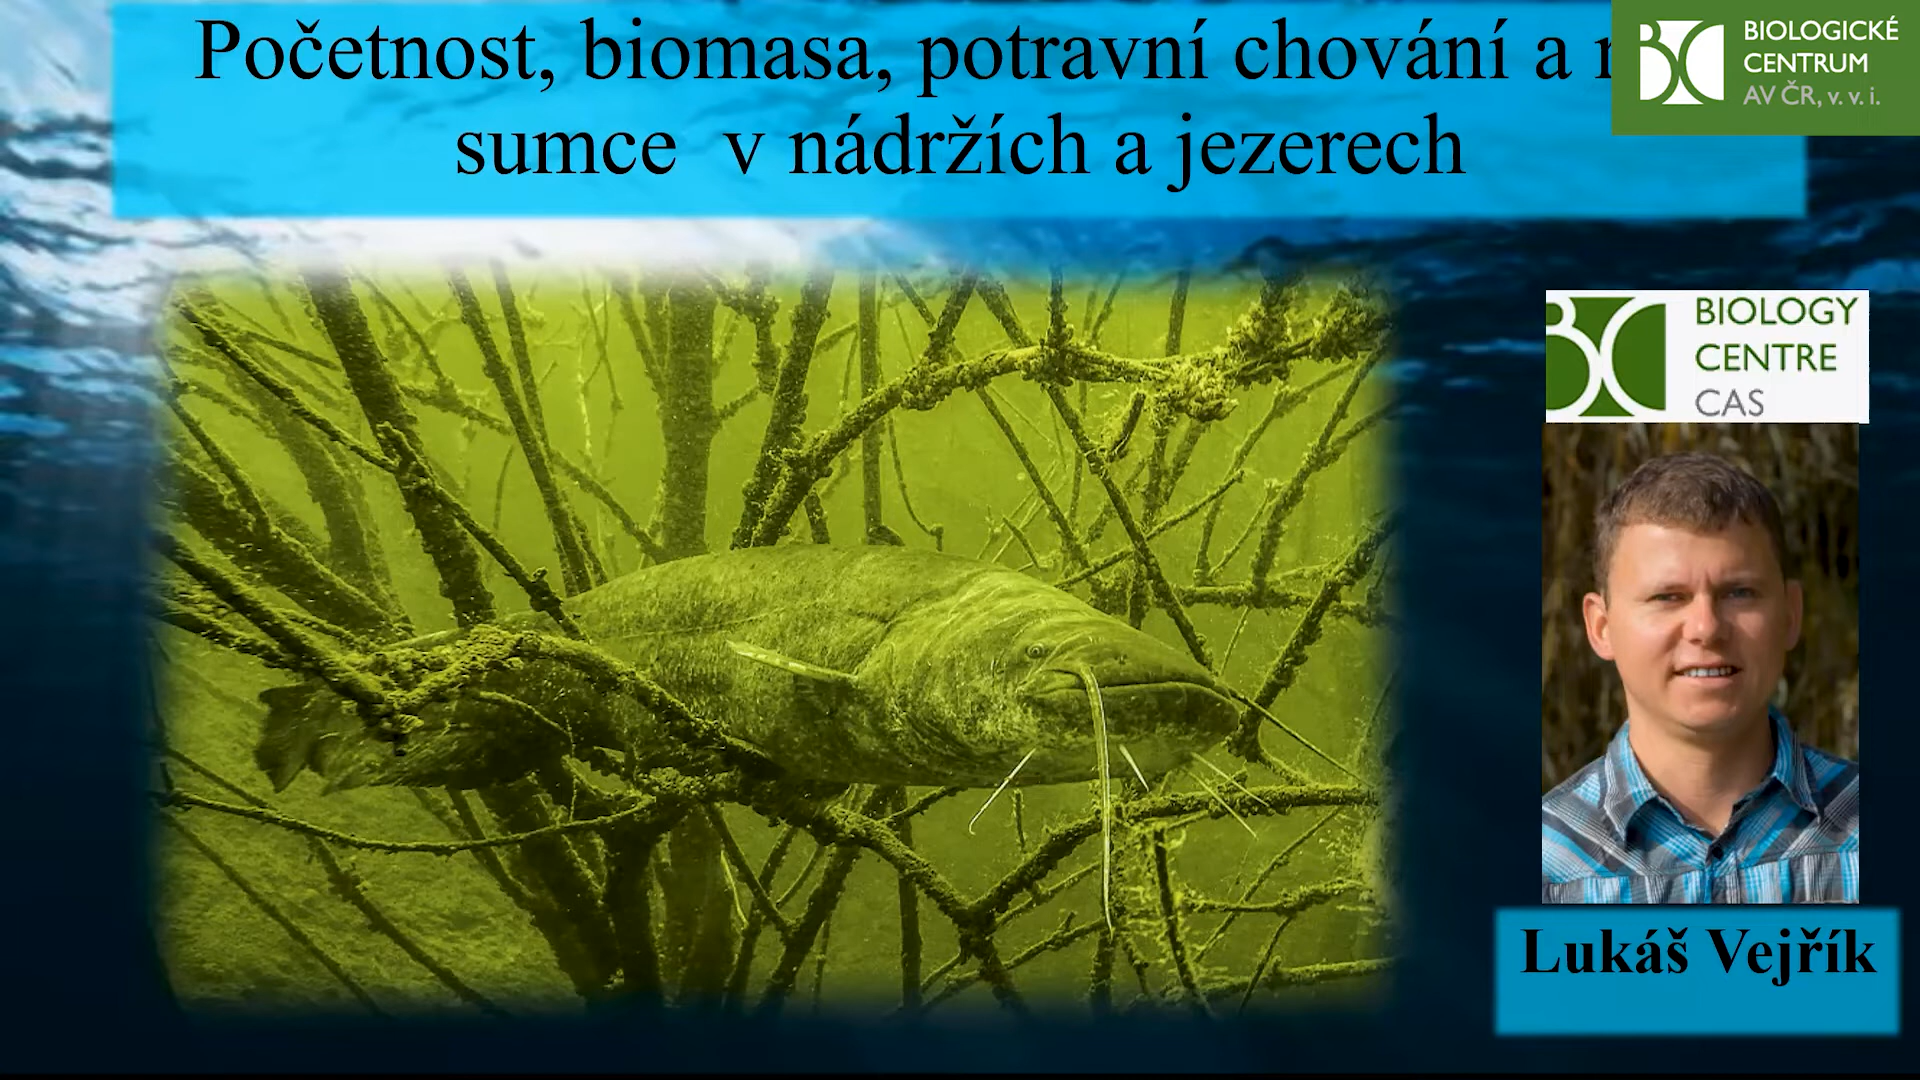 Početnost, biomasa, potravní chování a
sumce v nádržích a jezerech
BIOLOGICKÉ
CENTRUM
AV ČR, v. v. i.
BIOLOGY
CENTRE
CAS
Lukáš Vejřík